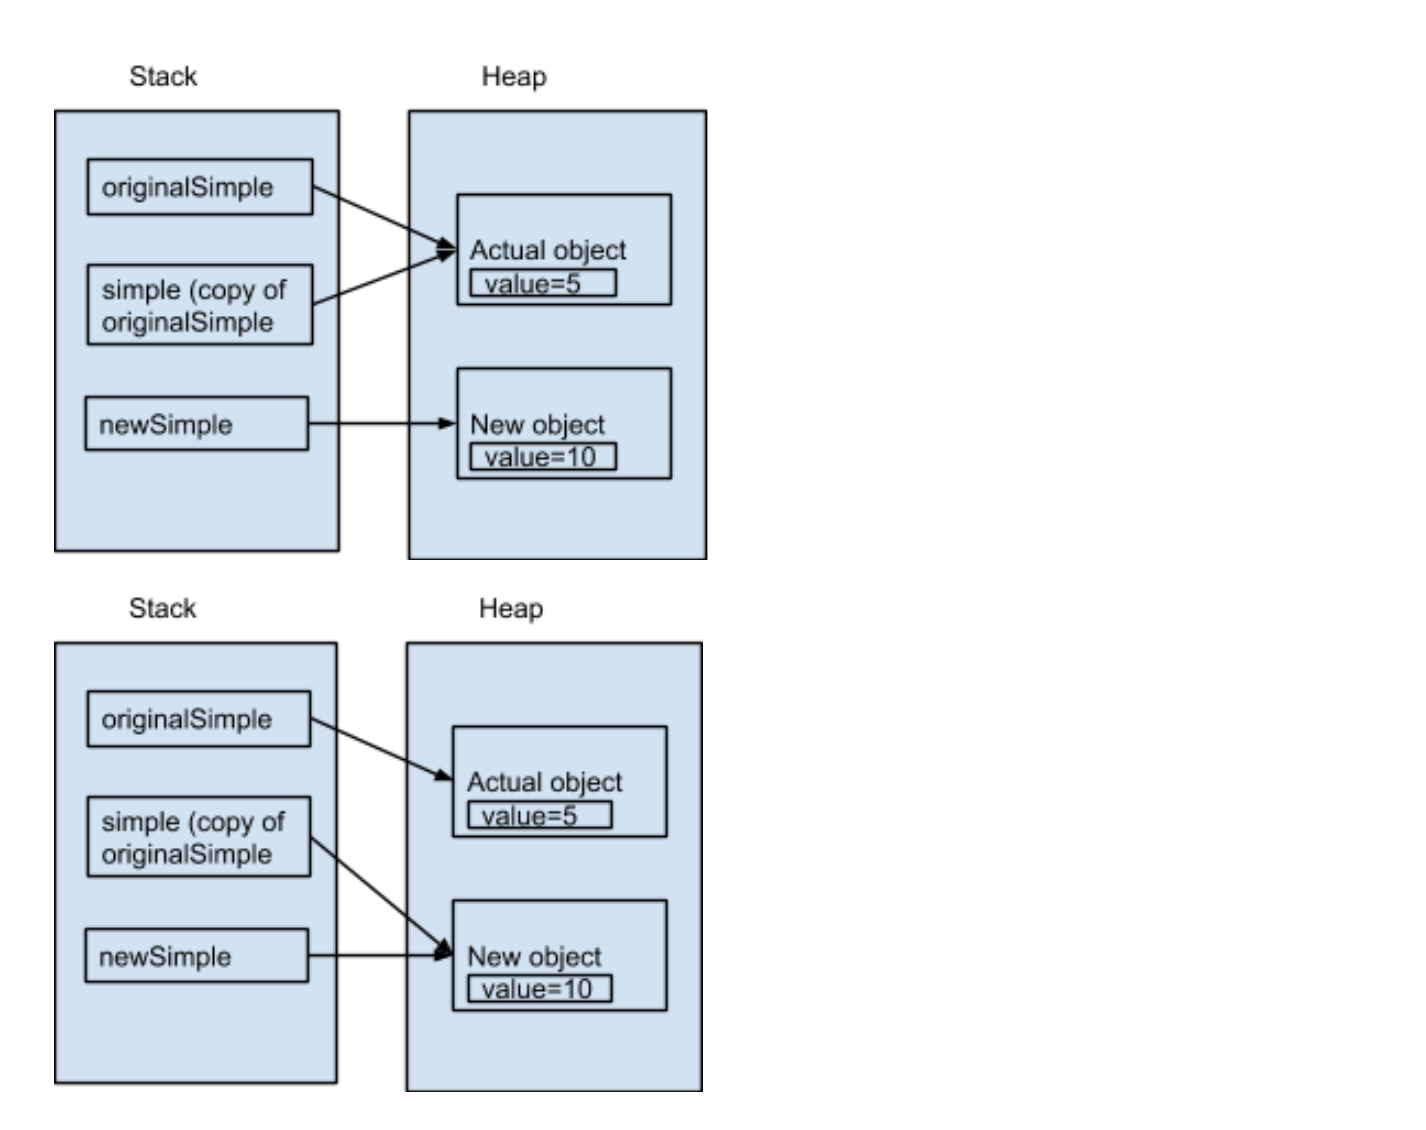 Stack
Heap
originalSimple
simple (copy of
originalSimple
newSimple
Actual object
value=5
New object
value=10
Stack
Heap
originalSimple
simple (copy of
originalSimple
newSimple
Actual object
value=5
New object
value=10